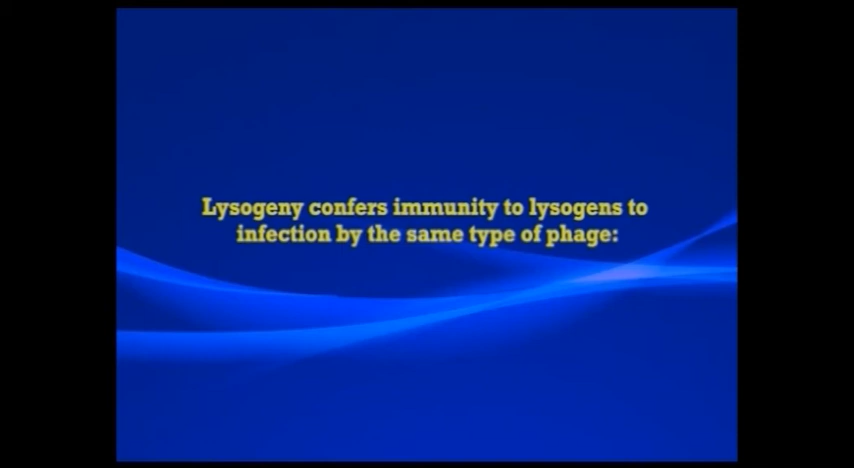 Lysogeny confers immunity to lysogens to
infection by the same type of phage: